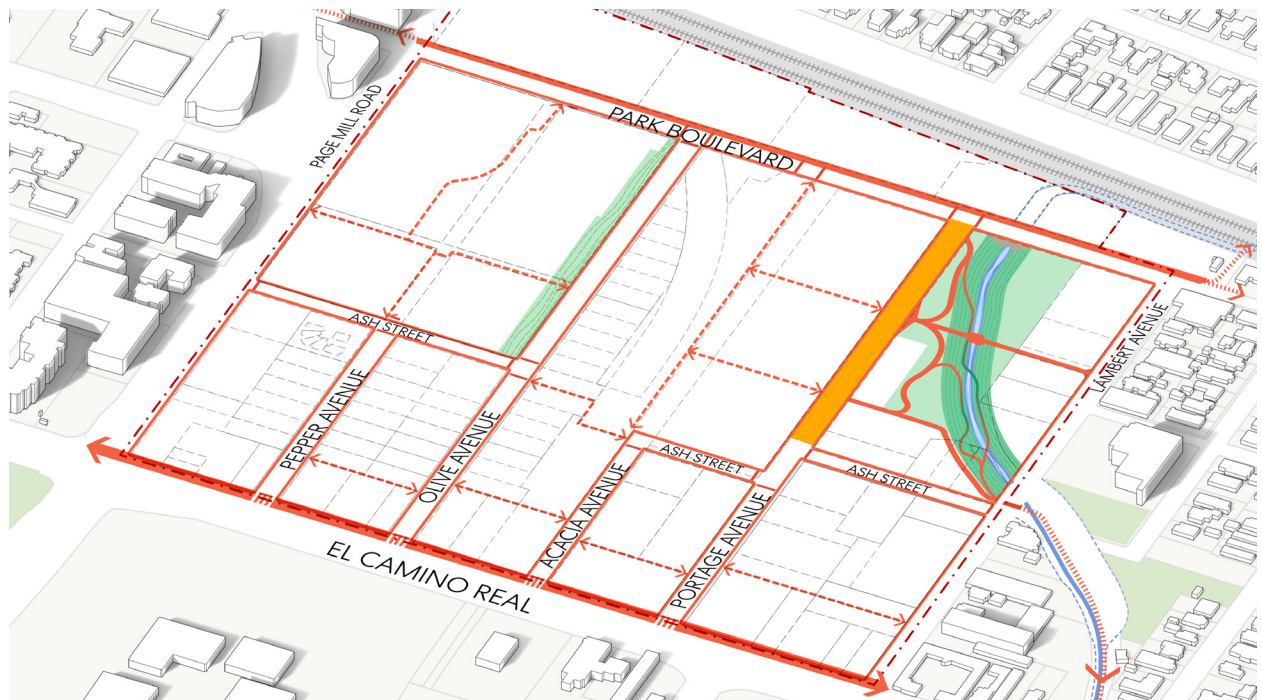 PAGE MILL ROAD
PARK BOULEVARD
LAMBERT AVENUE
ASH STREET
PEPPER AVENUE
OLIVE AVENUE
ASH STREET
ASH STREET
ACACIA AVENUE
PORTAGE AVENUE
EL CAMINO REAL